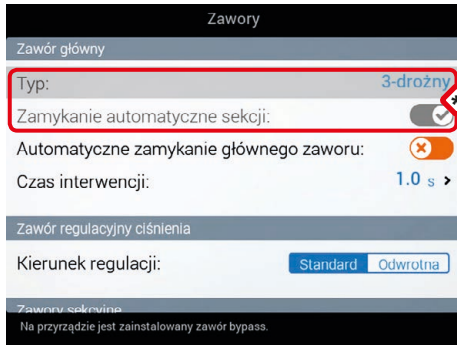 Zawory
Zawór główny
Typ: 3-drożny
*
Zamykanie automatyczne sekcji:
Automatyczne zamykanie głównego zaworu:
Czas interwencji: 1.0 s >
Zawór regulacyjny ciśnienia
Kierunek regulacji: Standard Odwrotna
Zawory sekcyjne
Na przyrządzie jest zainstalowany zawór bypass.